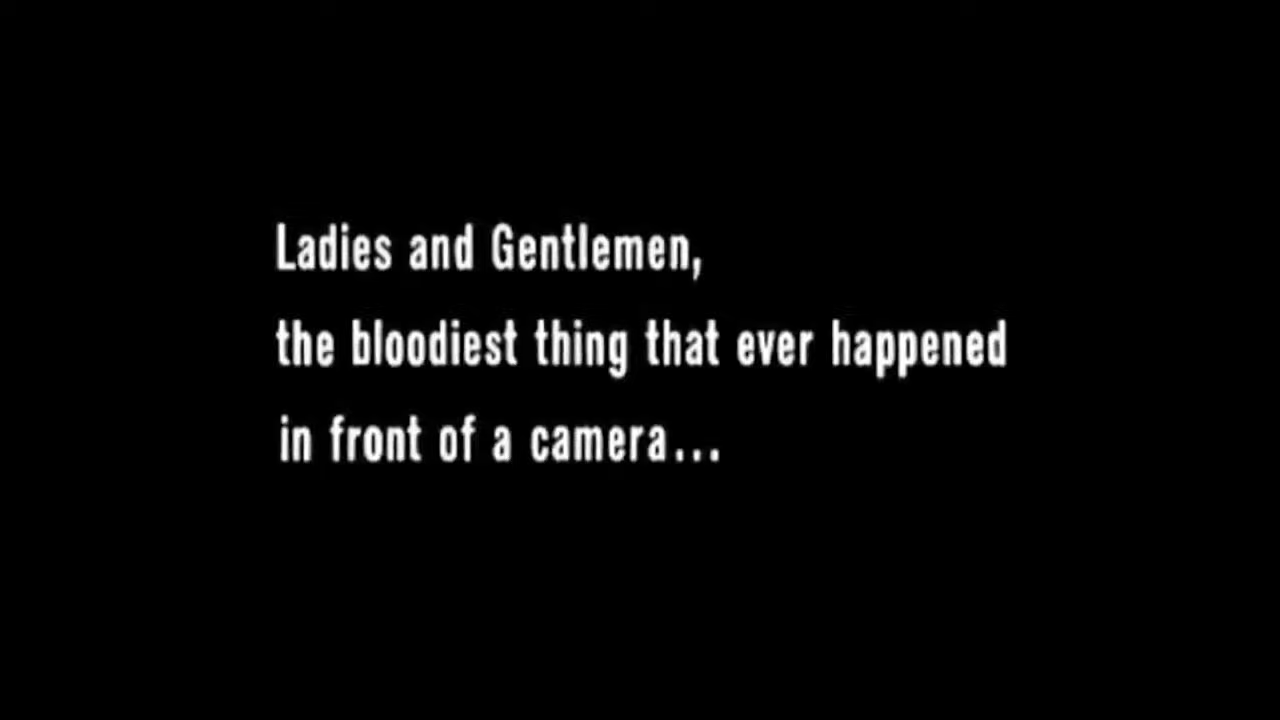 Ladies and Gentlemen,
the bloodiest thing that ever happened
in front of a camera...